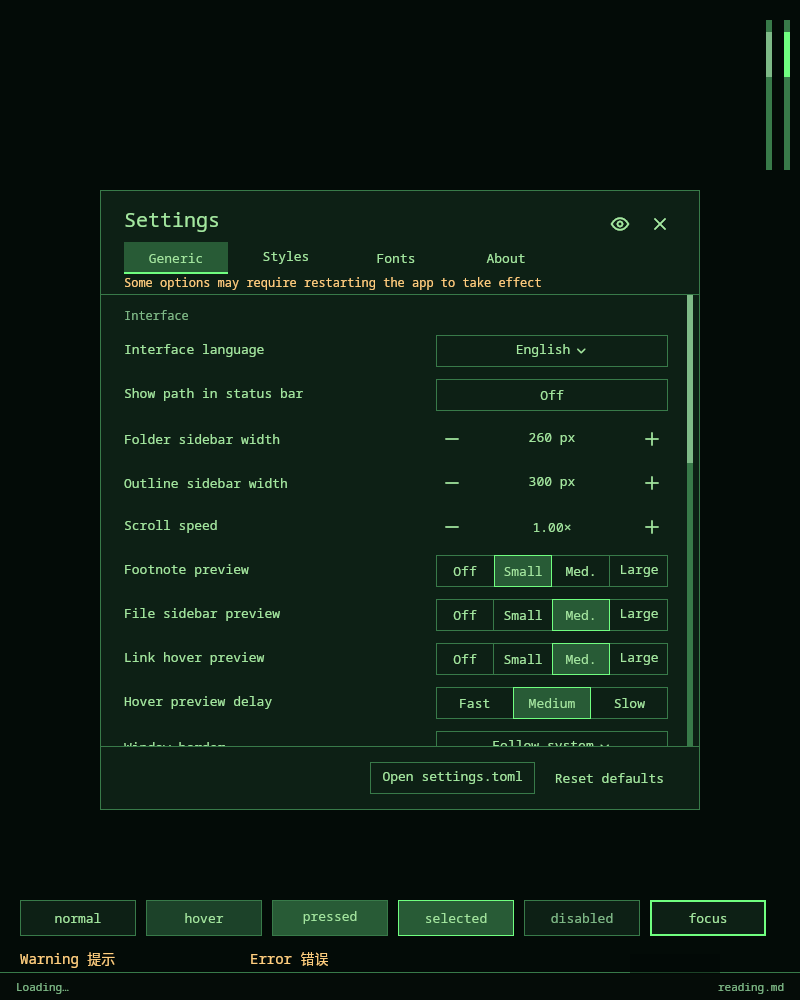 Settings
Generic Styles Fonts About
Some options may require restarting the app to take effect
Interface
Interface language English
Show path in status bar Off
Folder sidebar width 260 px
Outline sidebar width 300 px
Scroll speed 1.00×
Footnote preview Off Small Med. Large
File sidebar preview Off Small Med. Large
Link hover preview Off Small Med. Large
Hover preview delay Fast Medium Slow
Window border Follow system
Open settings.toml Reset defaults
normal hover pressed selected disabled focus
Warning 提示 Error 错误
Loading… reading.md